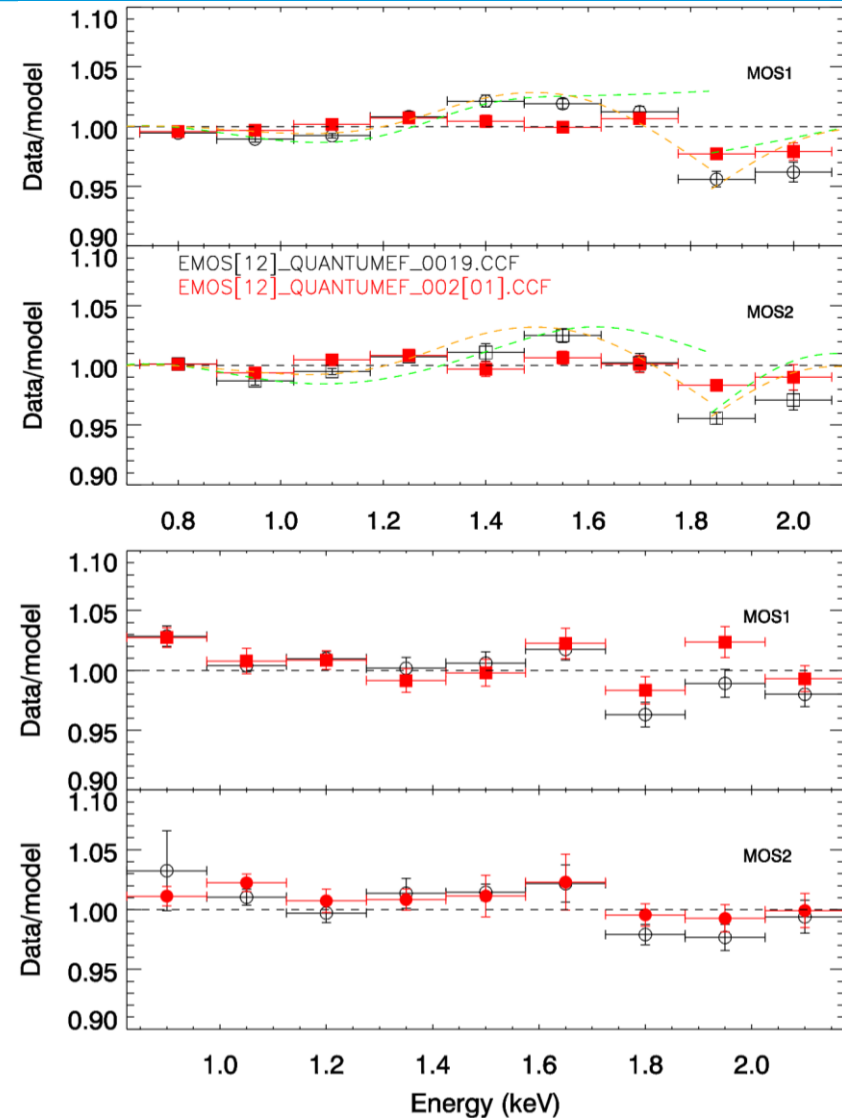 1.10
1.05
MOS1
1.00
0.95
0.90
Data/model
1.10
EMOS[12]_QUANTUMEF_0019.CCF
EMOS[12]_QUANTUMEF_002[01].CCF
1.05
MOS2
1.00
0.95
0.90
Data/model
0.8 1.0 1.2 1.4 1.6 1.8 2.0
1.10
1.05
MOS1
1.00
0.95
0.90
Data/model
1.10
1.05
MOS2
1.00
0.95
0.90
Data/model
1.0 1.2 1.4 1.6 1.8 2.0
Energy (keV)